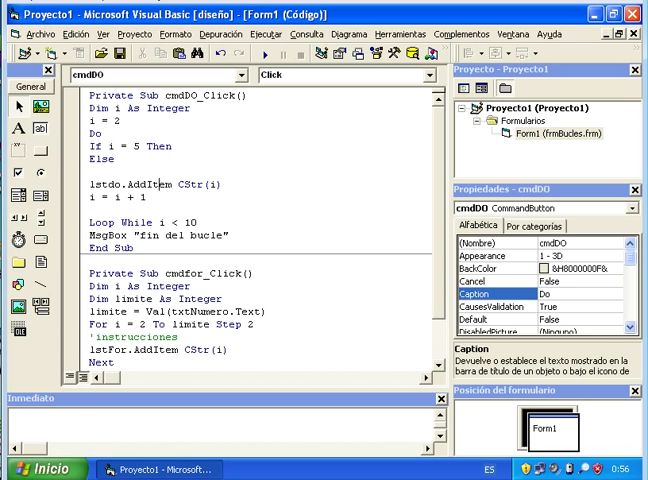 Proyecto1 - Microsoft Visual Basic [diseño] - [Form1 (Código)]
Archivo Edición Ver Proyecto Formato Depuración Ejecutar Consulta Diagrama Herramientas Complementos Ventana Ayuda
General
cmdDO Click
Private Sub cmdDO_Click()
Dim i As Integer
i = 2
Do
If i = 5 Then
Else
lstdo.AddItem CStr(i)
i = i + 1
Loop While i < 10
MsgBox "fin del bucle"
End Sub
Private Sub cmdfor_Click()
Dim i As Integer
Dim limite As Integer
limite = Val(txtNumero.Text)
For i = 2 To limite Step 2
'instrucciones
lstFor.AddItem CStr(i)
Next
Proyecto - Proyecto1
Proyecto1 (Proyecto1)
Formularios
Form1 (frmBucles.frm)
Propiedades - cmdDO
cmdDO CommandButton
Alfabética Por categorías
(Nombre) cmdDO
Appearance 1 - 3D
BackColor &H8000000F&
Cancel False
Caption Do
CausesValidation True
Default False
DisabledPicture (Ninguno)
Caption
Devuelve o establece el texto mostrado en la
barra de título de un objeto o bajo el icono de
Posición del formulario
Form1
Inmediato
Inicio Proyecto1 - Microsoft... ES 0:56